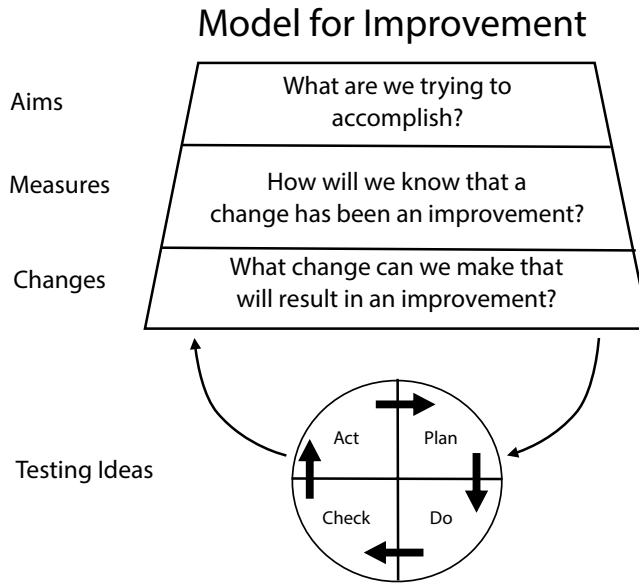 Model for Improvement
Aims
What are we trying to
accomplish?
Measures
How will we know that a
change has been an improvement?
Changes
What change can we make that
will result in an improvement?
Testing Ideas
Act
Plan
Check
Do